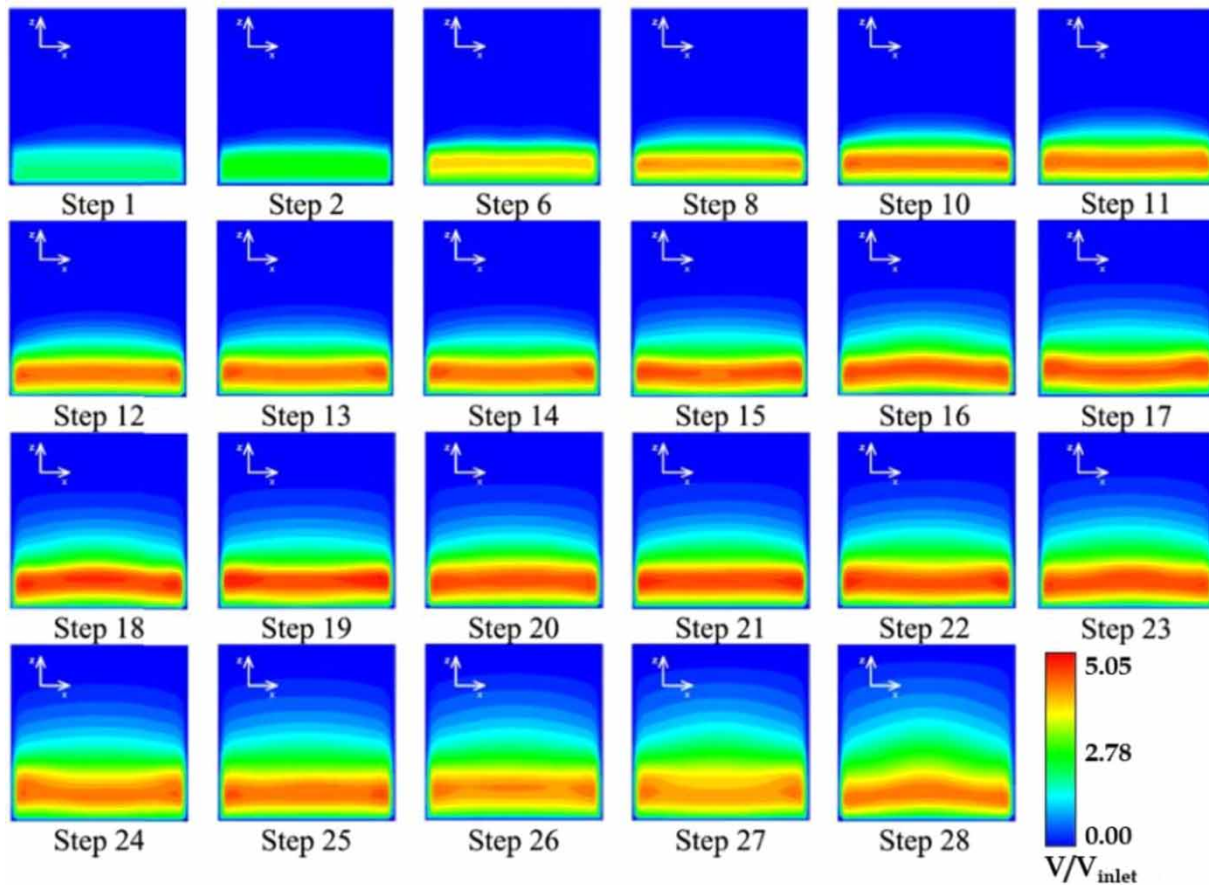 z x z x z x z x z x z x
Step 1 Step 2 Step 6 Step 8 Step 10 Step 11
z x z x z x z x z x z x
Step 12 Step 13 Step 14 Step 15 Step 16 Step 17
z x z x z x z x z x z x
Step 18 Step 19 Step 20 Step 21 Step 22 Step 23
z x z x z x z x z x
5.05
2.78
0.00
Step 24 Step 25 Step 26 Step 27 Step 28
V/Vinlet